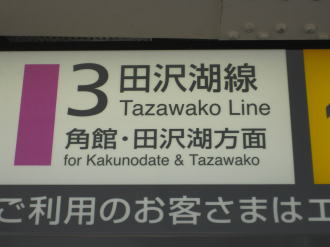 3 田沢湖線
Tazawako Line
角館・田沢湖方面
for Kakunodate & Tazawako
ご利用のお客さまはエ